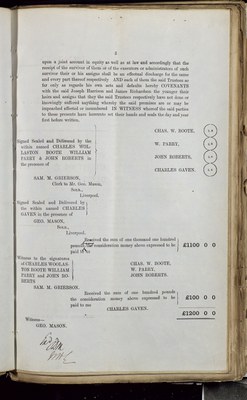 3
upon a joint account in equity as well as at law and accordingly that the
receipt of the survivor of them or of the executors or administrators of such
survivor their or his assigns shall be an effectual discharge for the same
and every part thereof respectively AND each of them the said Trustees so
far only as regards his own acts and defaults hereby COVENANTS
with the said Joseph Harrison and James Richardson the younger their
heirs and assigns that they the said Trustees respectively have not done or
knowingly suffered anything whereby the said premises are or may be
impeached affected or incumbered IN WITNESS whereof the said parties
to these presents have hereunto set their hands and seals the day and year
first before written.
CHAS. W. BOOTE.
Signed Sealed and Delivered by the
within named CHARLES WOL-
LASTON BOOTE WILLIAM
PARRY & JOHN ROBERTS in
the presence of
W. PARRY.
JOHN ROBERTS.
CHARLES GAVEN.
SAM. M. GRIERSON,
Clerk to Mr. Geo. Mason,
Solr.,
Liverpool.
Signed Sealed and Delivered by
the within named CHARLES
GAVEN in the presence of
GEO. MASON,
Solr.,
Liverpool.
Received the sum of one thousand one hundred
pounds the consideration money above expressed to be
paid
£1100 0 0
Witness to the signatures
of CHARLES WOOLAS-
TON BOOTE WILLIAM
PARRY and JOHN RO-
BERTS
CHAS. W. BOOTE.
W. PARRY.
JOHN ROBERTS.
SAM. M. GRIERSON.
Received the sum of one hundred pounds
the consideration money above expressed to be
paid to me
£100 0 0
CHARLES GAVEN.
£1200 0 0
Witness—
GEO. MASON.